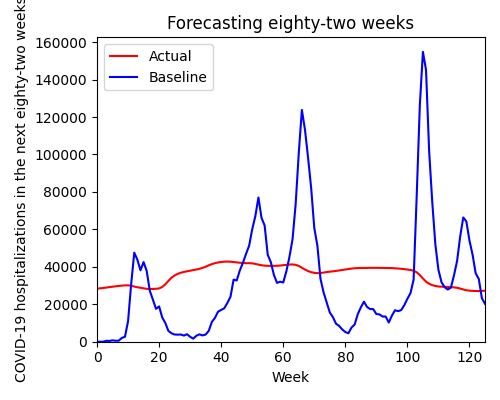 Forecasting eighty-two weeks
COVID-19 hospitalizations in the next eighty-two weeks
160000
140000
120000
100000
80000
60000
40000
20000
0
Actual
Baseline
0 20 40 60 80 100 120
Week